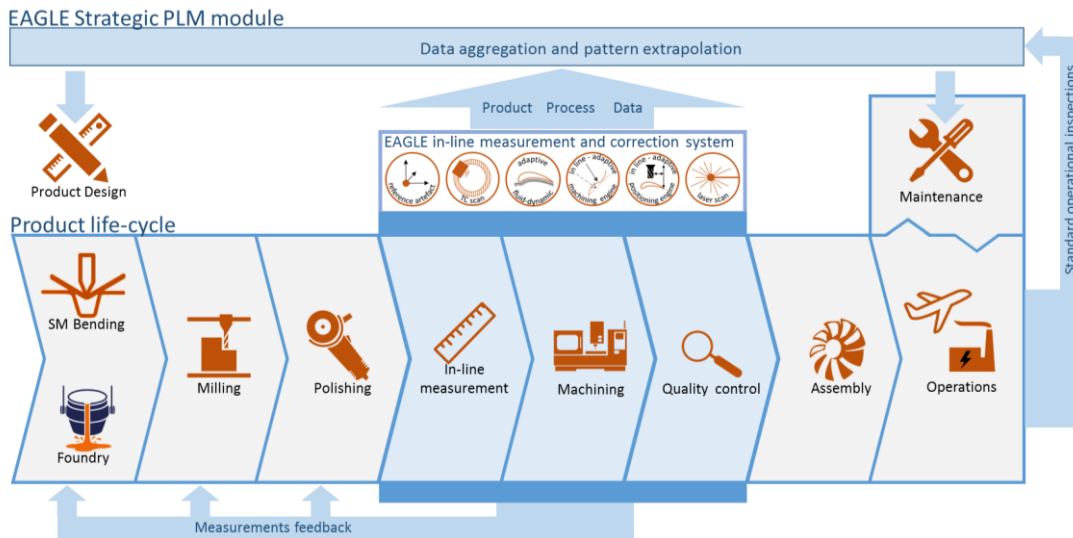 EAGLE Strategic PLM module
Data aggregation and pattern extrapolation
Product Process Data
EAGLE in-line measurement and correction system
reference artefact
TC scan
adaptive
fluid-dynamic
in line - adaptive
machining engine
in line - adaptive
positioning engine
laser scan
Product Design
Maintenance
Standard operational inspections
Product life-cycle
SM Bending
Foundry
Milling
Polishing
In-line
measurement
Machining
Quality control
Assembly
Operations
Measurements feedback